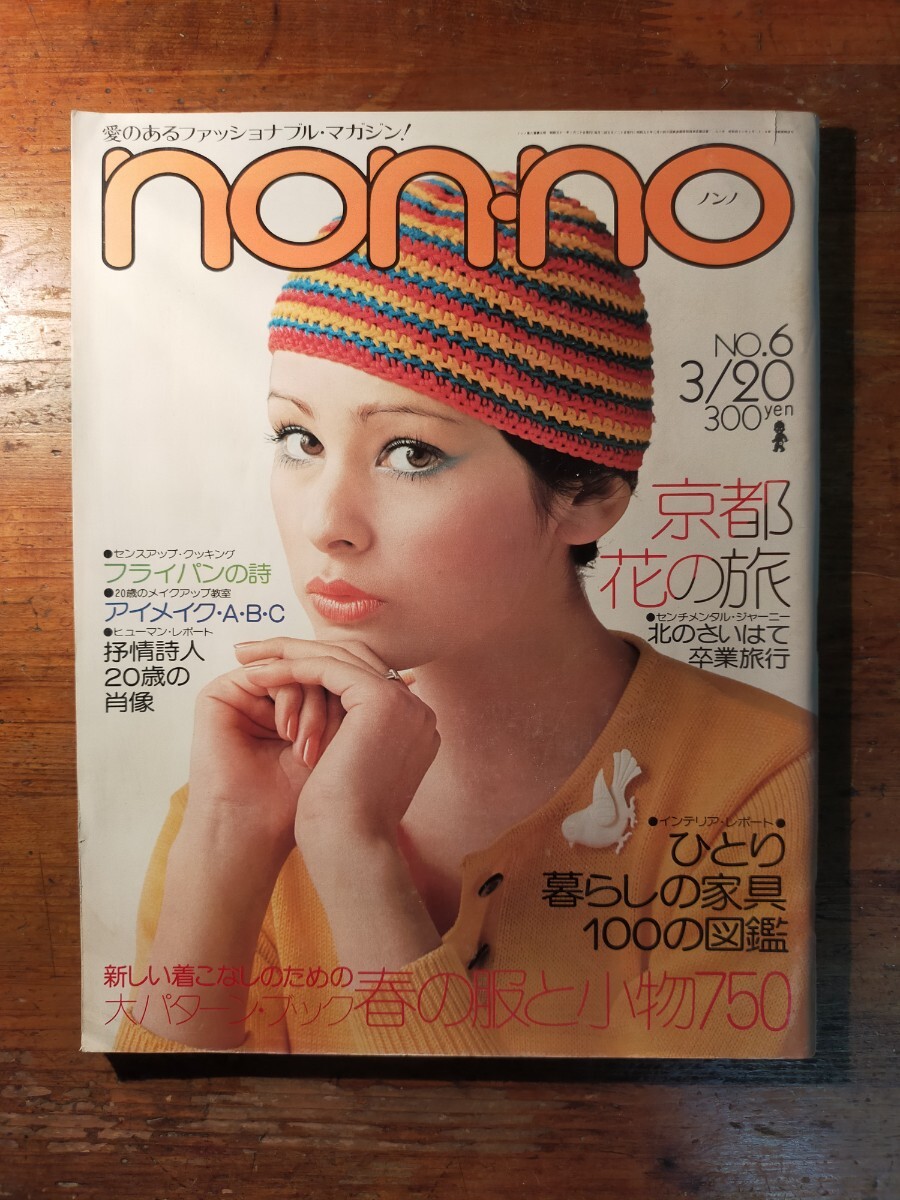 愛のあるファッショナブル・マガジン!
non·no
ノンノ
NO.6
3/20
300yen
京都
花の旅
●センチメンタル・ジャーニー
北のさいはて
卒業旅行
●センスアップ・クッキング
フライパンの詩
●20歳のメイクアップ教室
アイメイク・A・B・C
●ヒューマン・レポート
抒情詩人
20歳の
肖像
●インテリア・レポート●
ひとり
暮らしの家具
100の図鑑
新しい着こなしのための
大パターン・ブック春の服と小物750